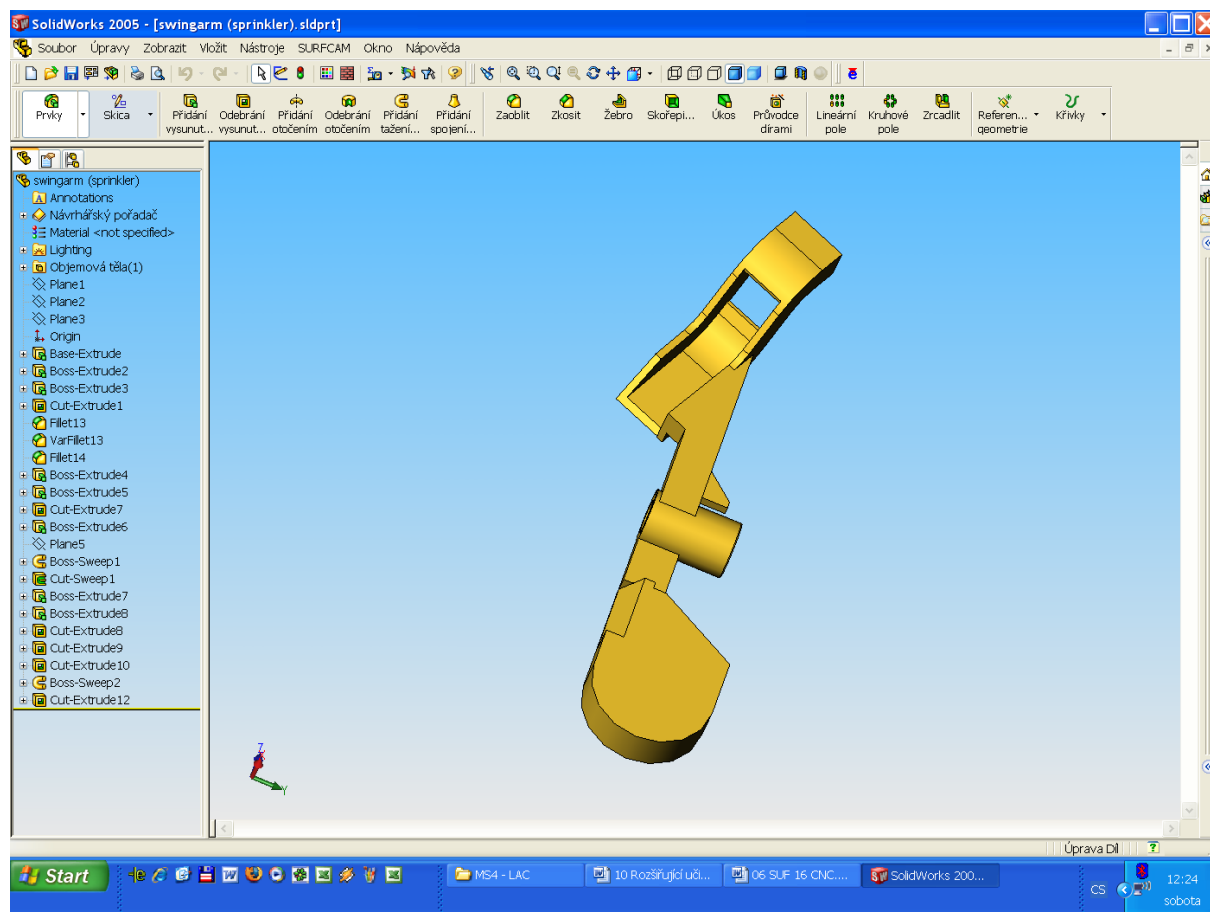 SolidWorks 2005 - [swingarm (sprinkler).sldprt]
Soubor Úpravy Zobrazit Vložit Nástroje SURFCAM Okno Nápověda
Prvky Skica Přidání vysunut... Odebrání vysunut... Přidání otočením Odebrání otočením Přidání tažení... Přidání spojení... Zaoblit Zkosit Žebro Skořepi... Úkos Průvodce dírami Lineární pole Kruhové pole Zrcadlit Referen... geometrie Křivky
swingarm (sprinkler)
Annotations
Návrhářský pořadač
Material <not specified>
Lighting
Objemová těla(1)
Plane1
Plane2
Plane3
Origin
Base-Extrude
Boss-Extrude2
Boss-Extrude3
Cut-Extrude1
Fillet13
VarFillet13
Fillet14
Boss-Extrude4
Boss-Extrude5
Cut-Extrude7
Boss-Extrude6
Plane5
Boss-Sweep1
Cut-Sweep1
Boss-Extrude7
Boss-Extrude8
Cut-Extrude8
Cut-Extrude9
Cut-Extrude10
Boss-Sweep2
Cut-Extrude12
Z
Y
Úprava Díl
Start MS4 - LAC 10 Rozšiřující uči... 06 SUF 16 CNC.... SolidWorks 200... CS 12:24
sobota